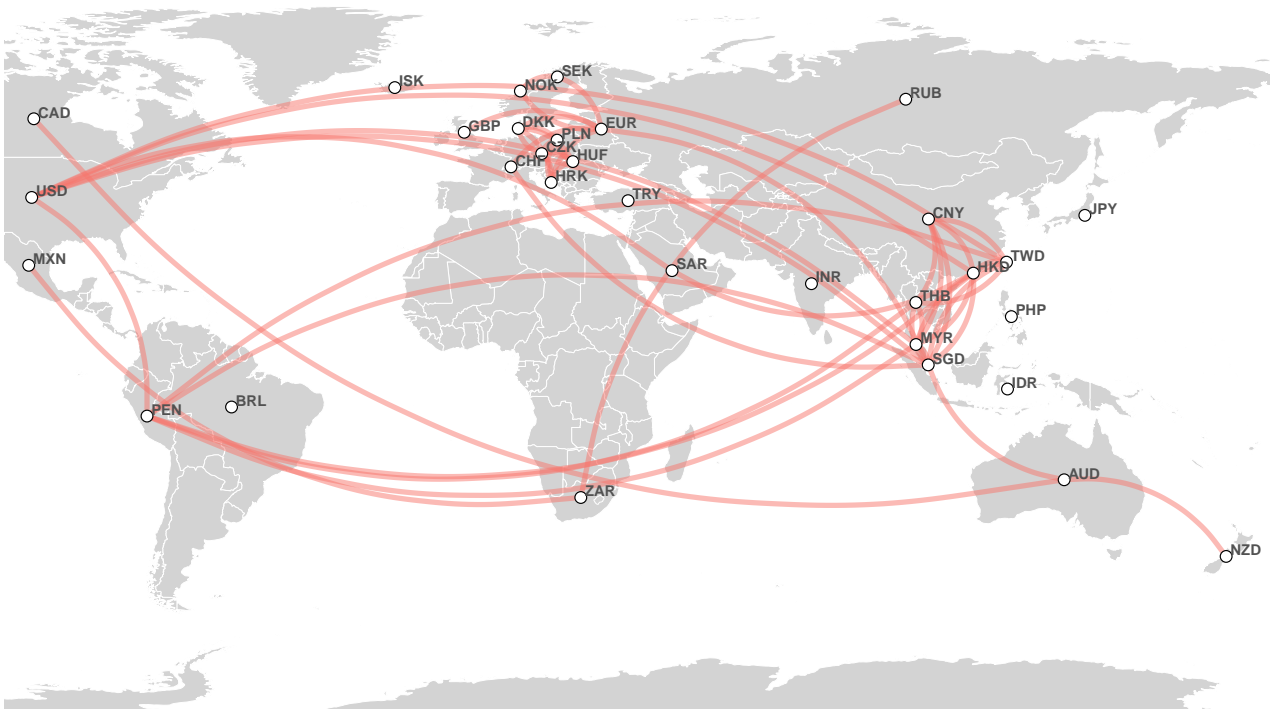 SEK
ISK
NOK
RUB
CAD
GBP
DKK
EUR
PLN
CZK
HUF
CHF
HRK
USD
TRY
CNY
JPY
MXN
SAR
INR
HKD
TWD
THB
PHP
MYR
SGD
IDR
PEN
BRL
AUD
ZAR
NZD